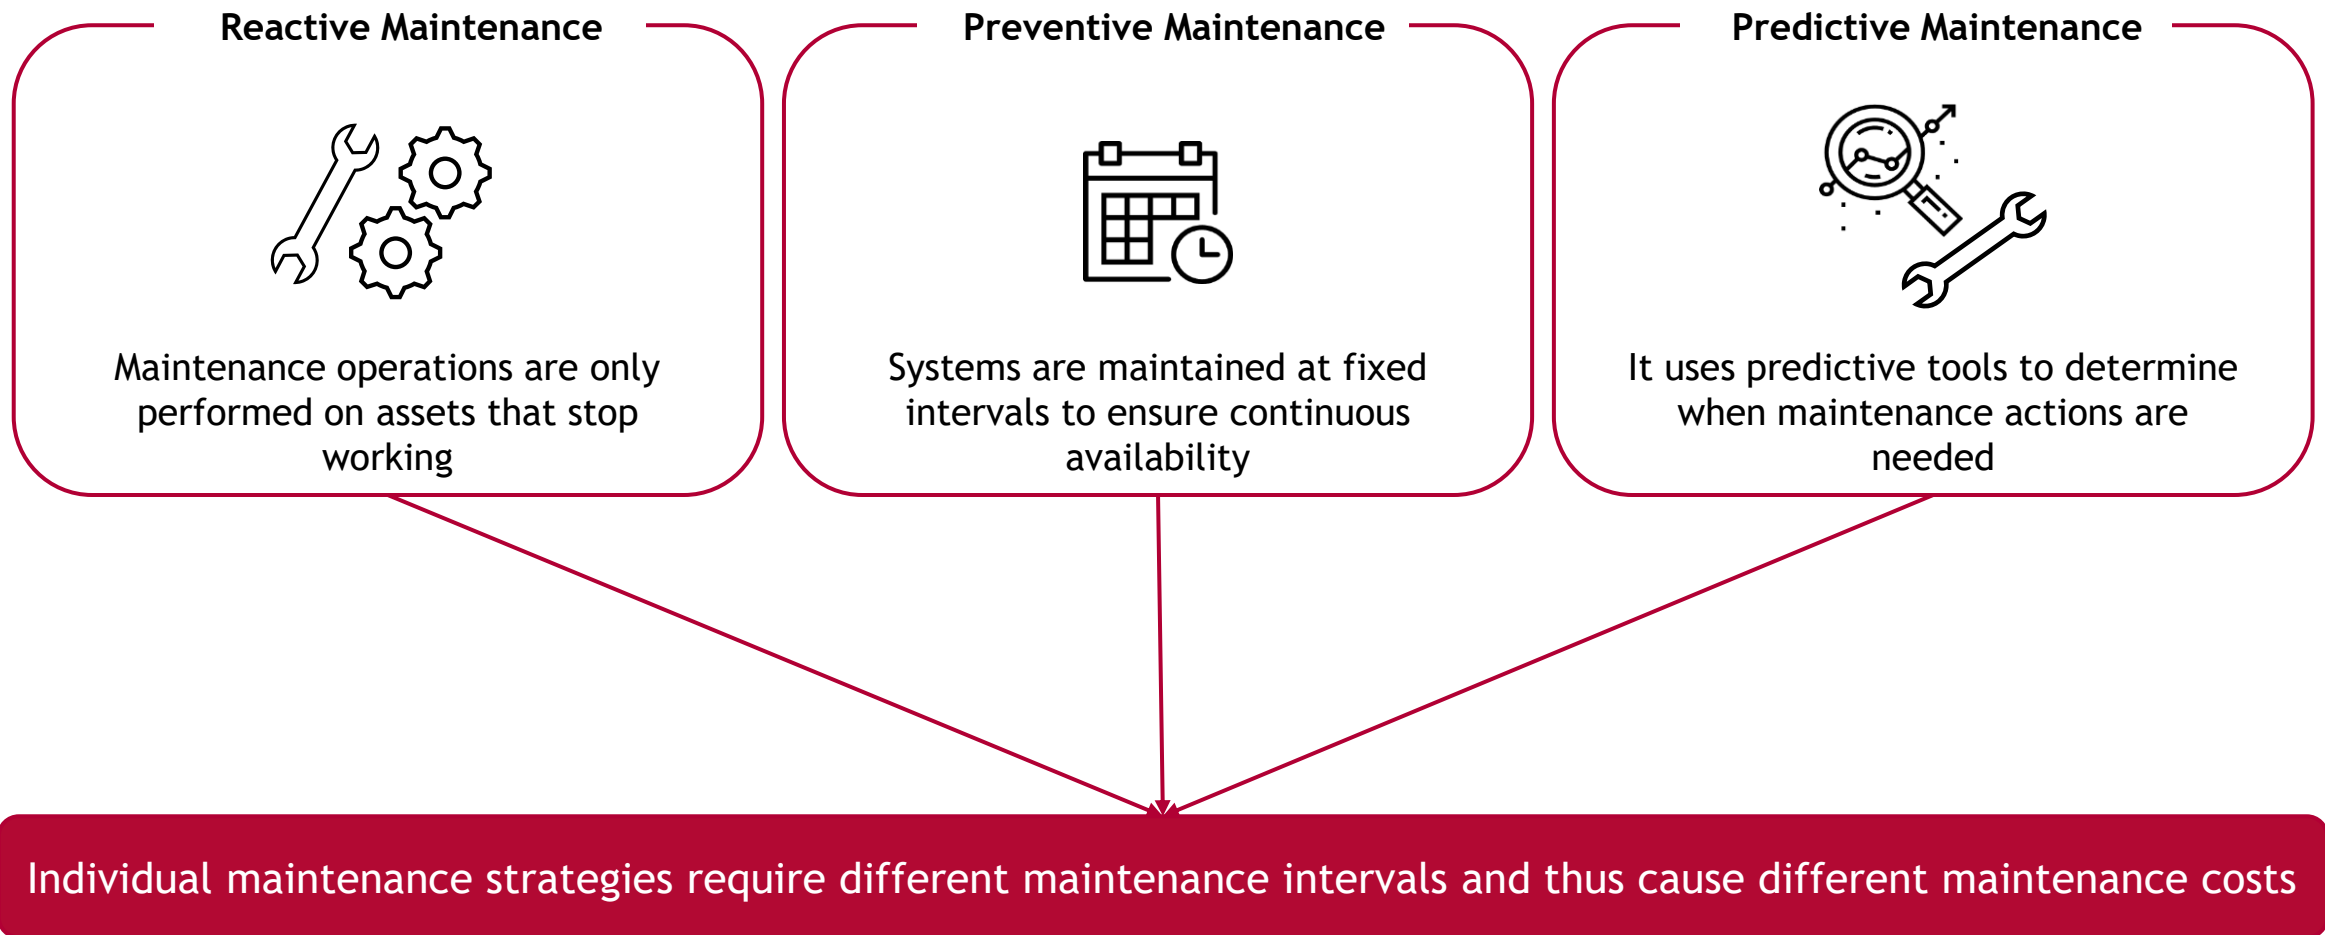 Reactive Maintenance
Maintenance operations are only
performed on assets that stop
working
Preventive Maintenance
Systems are maintained at fixed
intervals to ensure continuous
availability
Predictive Maintenance
It uses predictive tools to determine
when maintenance actions are
needed
Individual maintenance strategies require different maintenance intervals and thus cause different maintenance costs